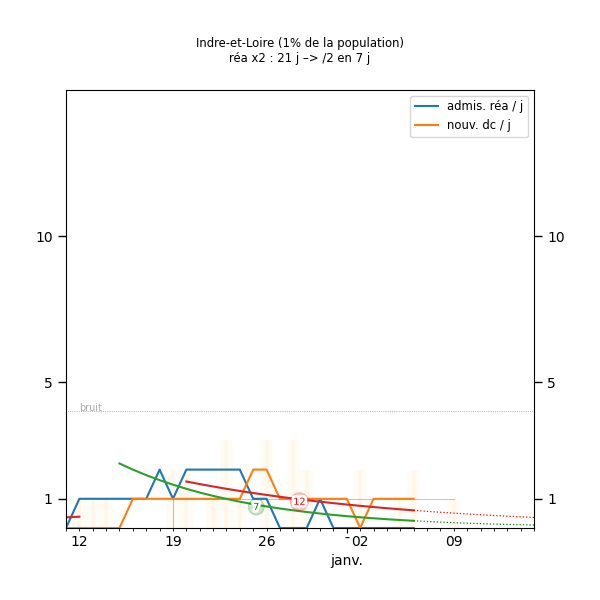 Indre-et-Loire (1% de la population)
réa x2 : 21 j –> /2 en 7 j
admis. réa / j
nouv. dc / j
10 10
5 5
bruit
1 1
7 12
12 19 26 02 09
janv.